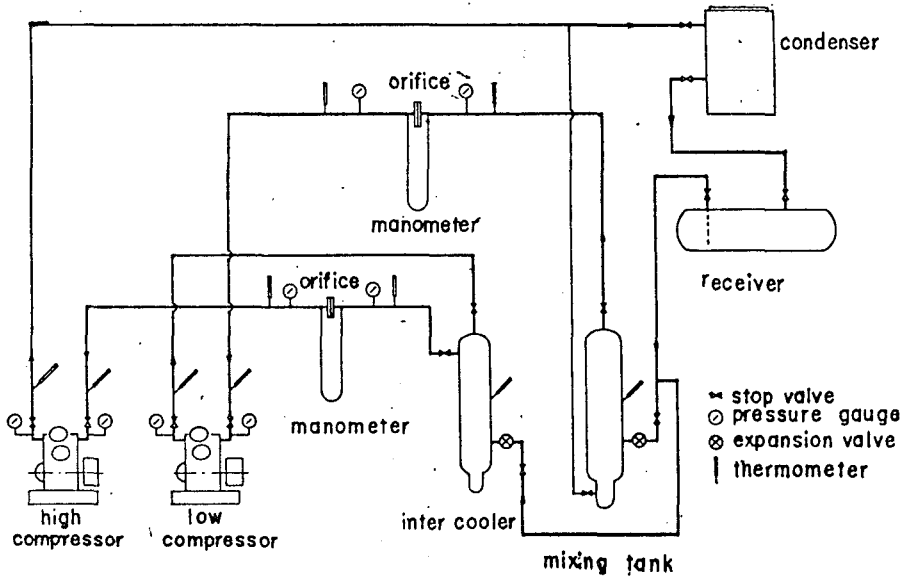 condenser
orifice
manometer
orifice
receiver
manometer
stop valve
pressure gauge
expansion valve
thermometer
high
compressor
low
compressor
inter cooler
mixing tank